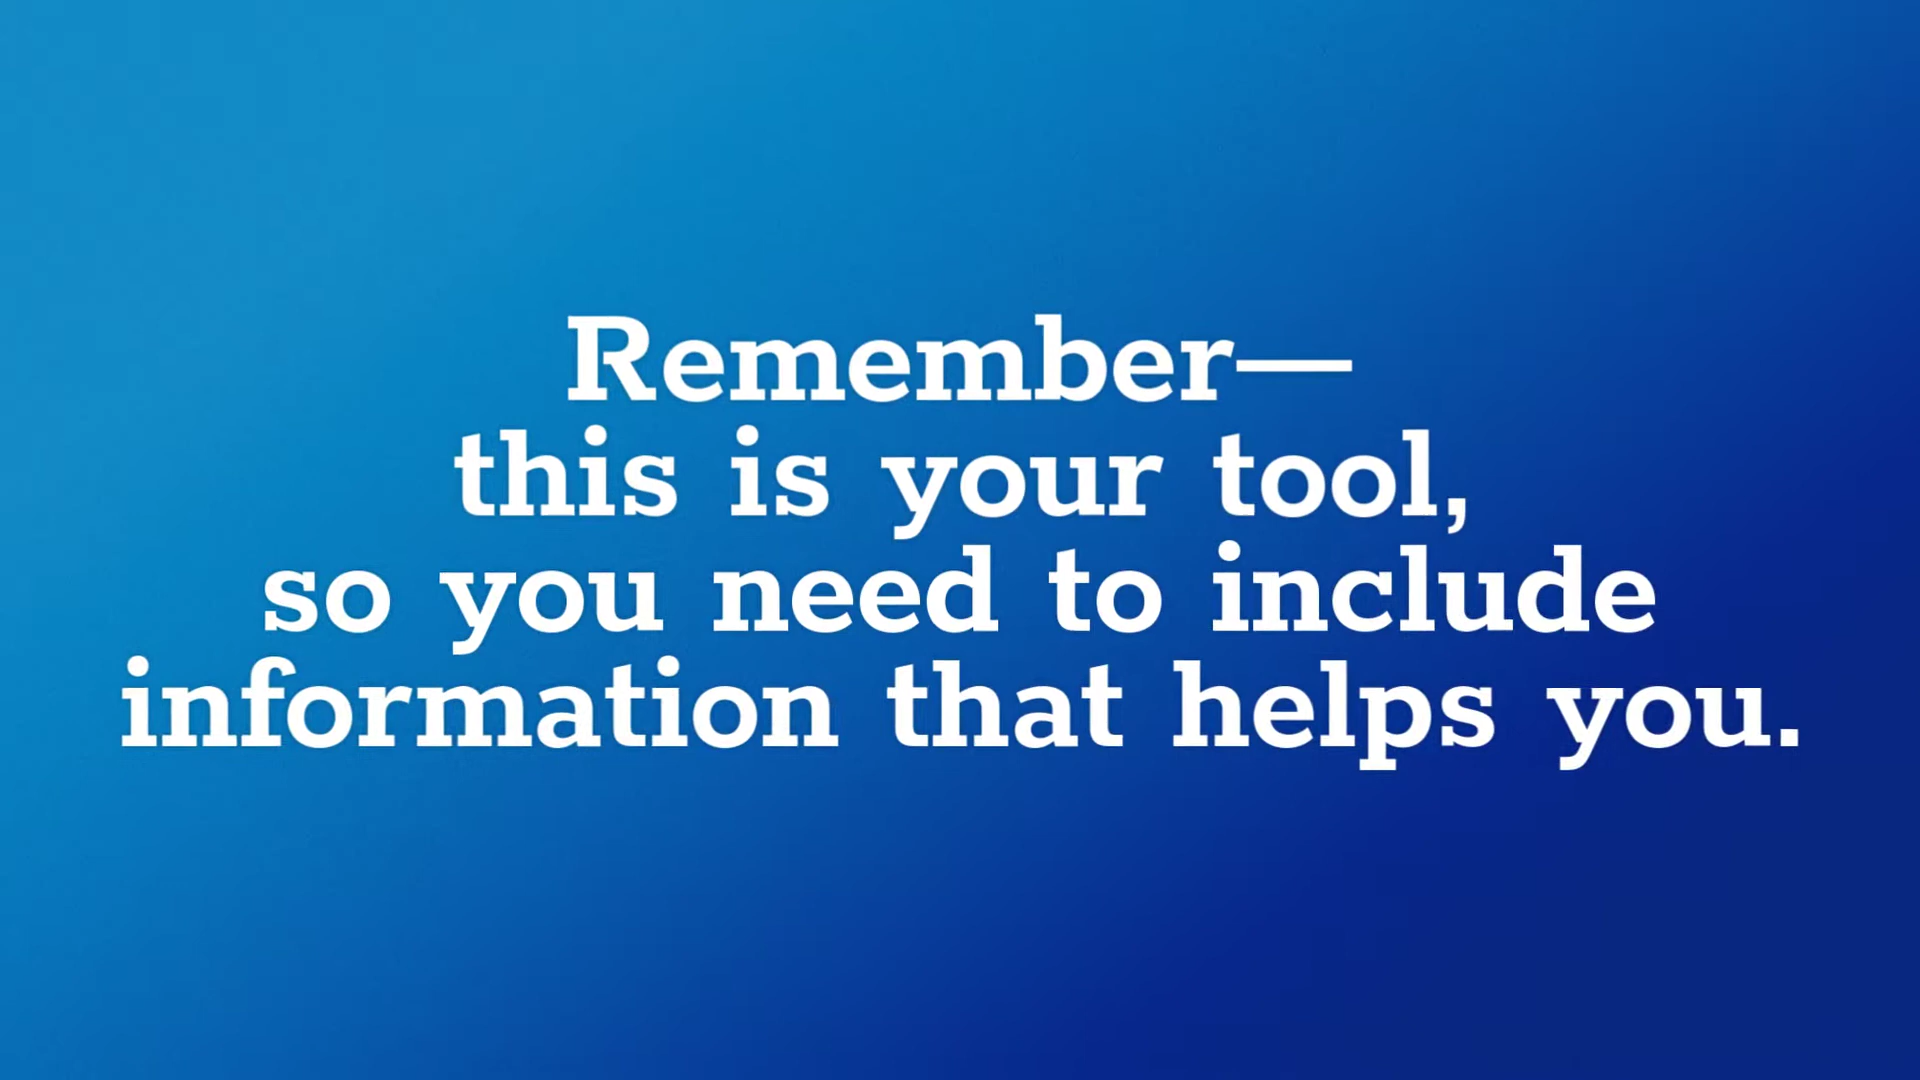 Remember—
this is your tool,
so you need to include
information that helps you.